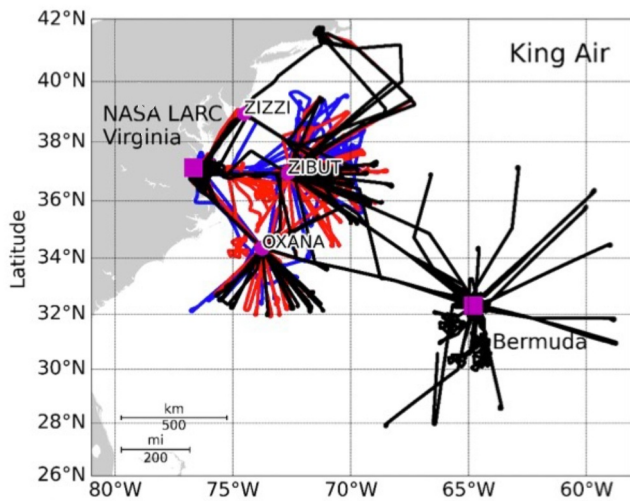 42°N
King Air
40°N
ZIZZI
NASA LARC
Virginia
38°N
ZIBUT
36°N
Latitude
34°N
OXANA
32°N
Bermuda
30°N
km
500
28°N
mi
200
26°N
80°W
75°W
70°W
65°W
60°W